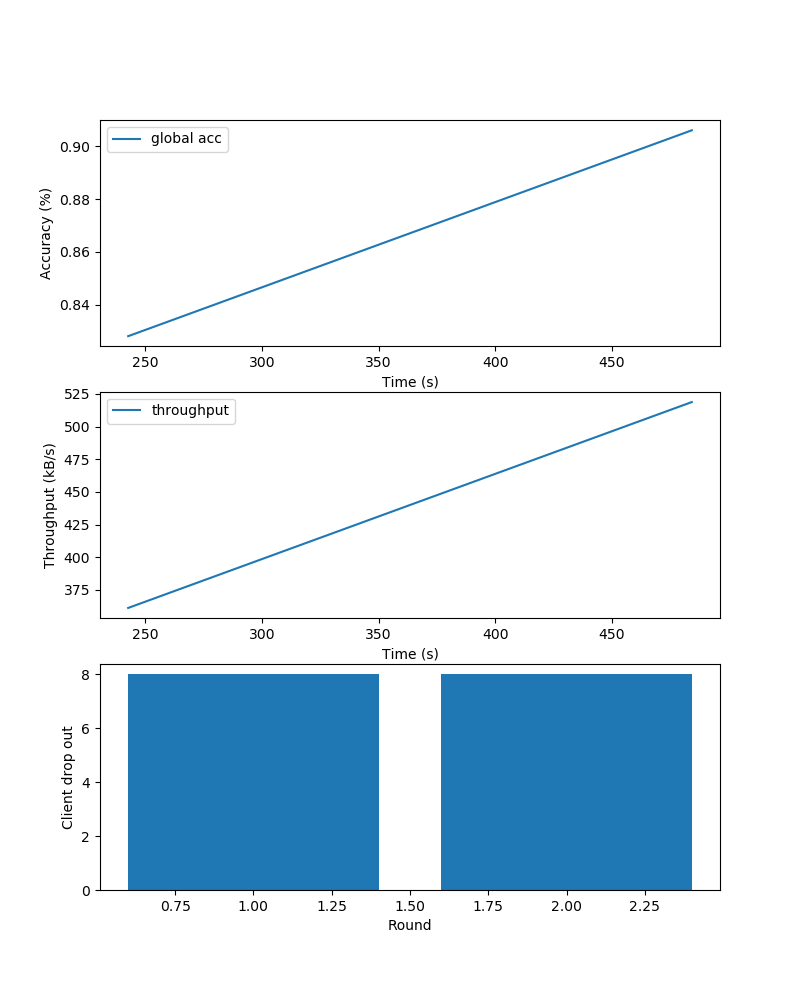 global acc
Accuracy (%)
0.90
0.88
0.86
0.84
250 300 350 400 450
Time (s)
throughput
Throughput (kB/s)
525
500
475
450
425
400
375
250 300 350 400 450
Time (s)
Client drop out
8
6
4
2
0
0.75 1.00 1.25 1.50 1.75 2.00 2.25
Round